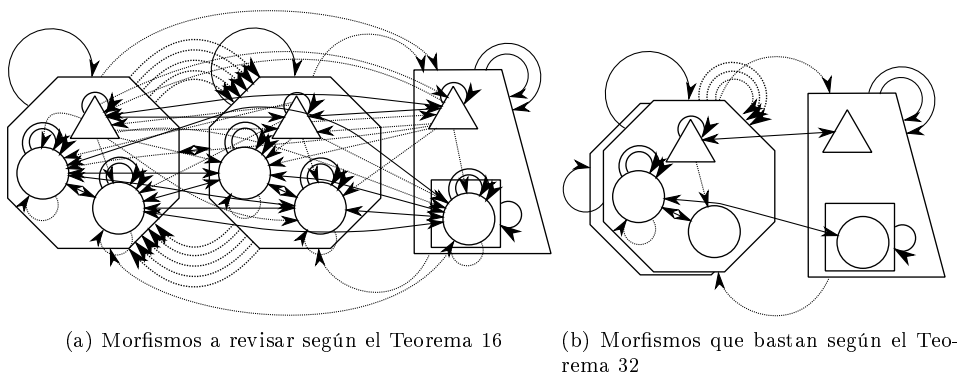 (a) Morfismos a revisar según el Teorema 16
(b) Morfismos que bastan según el Teo-
rema 32